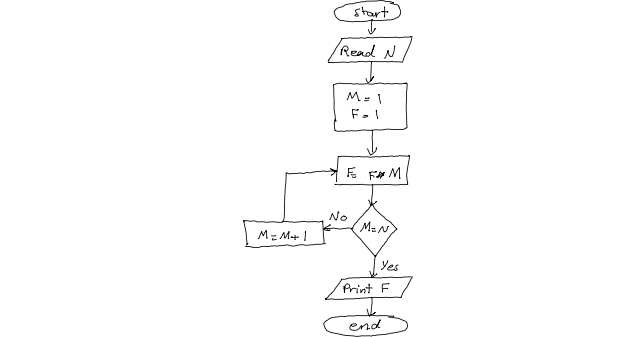 start
Read N
M = 1
F = 1
F = F * M
M = N
No
M = M + 1
Yes
Print F
end